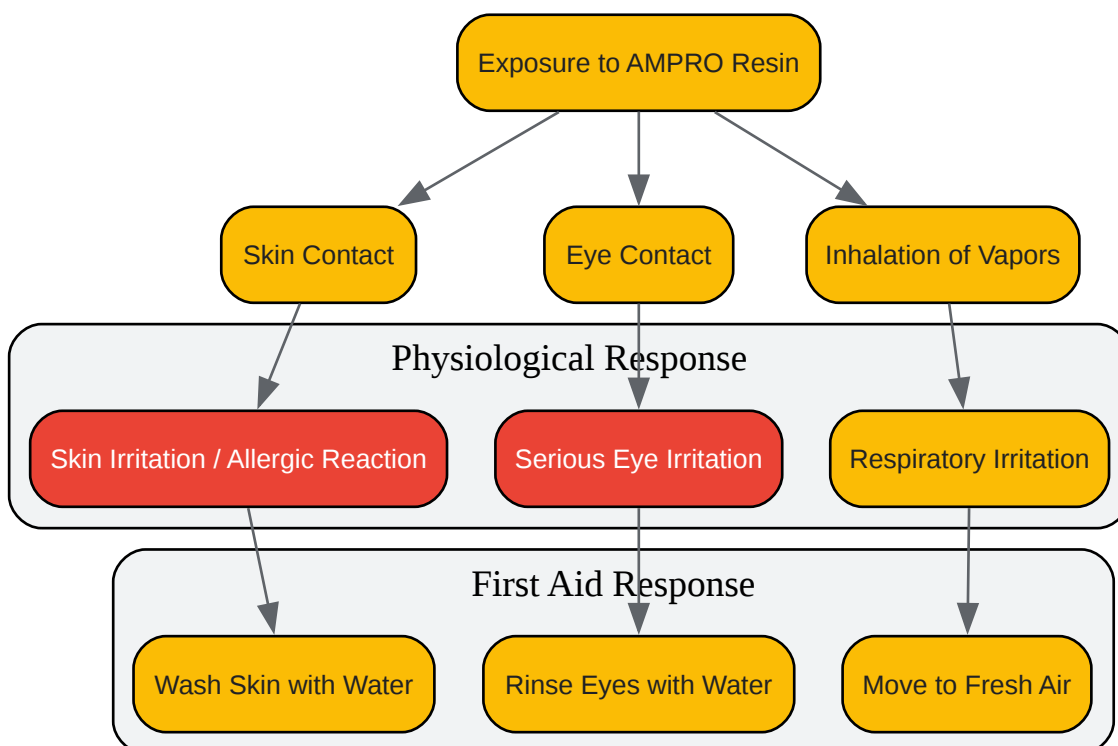 Exposure to AMPRO Resin
Skin Contact
Eye Contact
Inhalation of Vapors
Physiological Response
Skin Irritation / Allergic Reaction
Serious Eye Irritation
Respiratory Irritation
First Aid Response
Wash Skin with Water
Rinse Eyes with Water
Move to Fresh Air